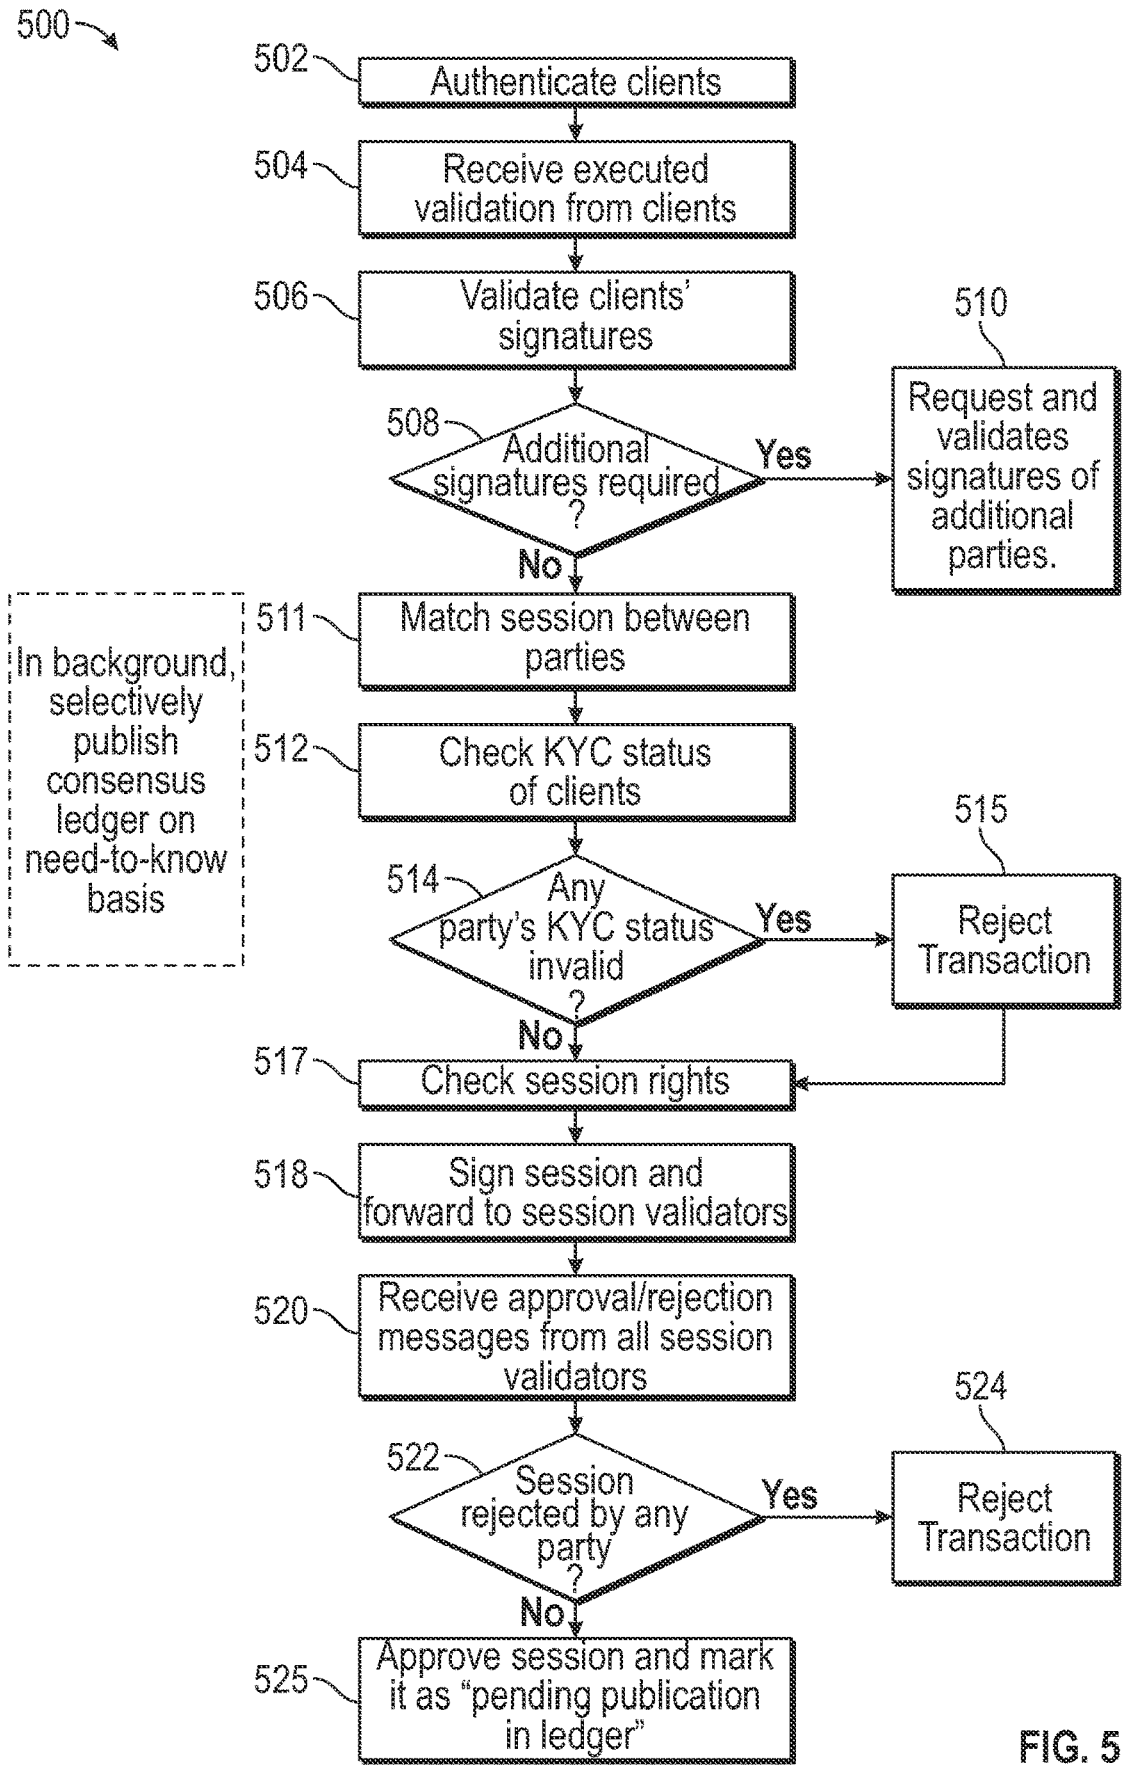 500
502
Authenticate clients
504
Receive executed
validation from clients
506
Validate clients'
signatures
508
Additional
signatures required
?
Yes
510
Request and
validates
signatures of
additional
parties.
No
In background,
selectively
publish
consensus
ledger on
need-to-know
basis
511
Match session between
parties
512
Check KYC status
of clients
514
Any
party's KYC status
invalid
?
Yes
515
Reject
Transaction
No
517
Check session rights
518
Sign session and
forward to session validators
520
Receive approval/rejection
messages from all session
validators
522
Session
rejected by any
party
?
Yes
524
Reject
Transaction
No
525
Approve session and mark
it as “pending publication
in ledger”
FIG. 5